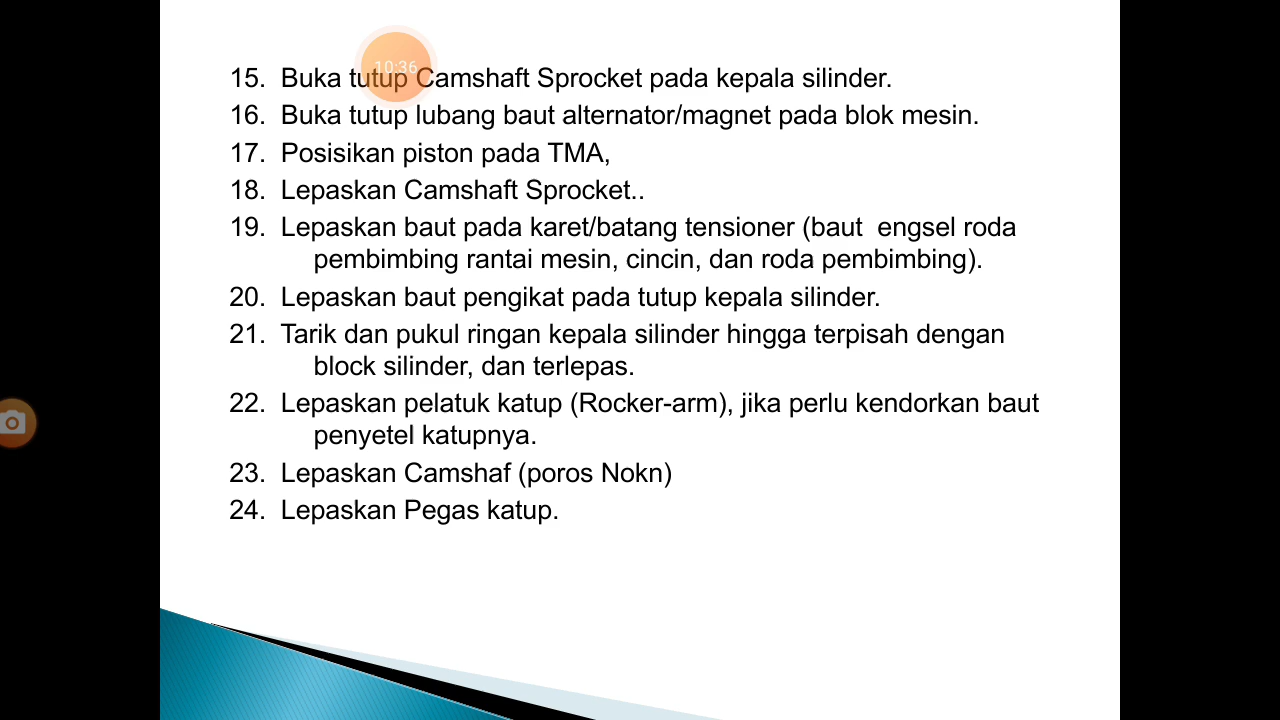 10:36
15. Buka tutup Camshaft Sprocket pada kepala silinder.
16. Buka tutup lubang baut alternator/magnet pada blok mesin.
17. Posisikan piston pada TMA,
18. Lepaskan Camshaft Sprocket..
19. Lepaskan baut pada karet/batang tensioner (baut  engsel roda
pembimbing rantai mesin, cincin, dan roda pembimbing).
20. Lepaskan baut pengikat pada tutup kepala silinder.
21. Tarik dan pukul ringan kepala silinder hingga terpisah dengan
block silinder, dan terlepas.
22. Lepaskan pelatuk katup (Rocker-arm), jika perlu kendorkan baut
penyetel katupnya.
23. Lepaskan Camshaf (poros Nokn)
24. Lepaskan Pegas katup.